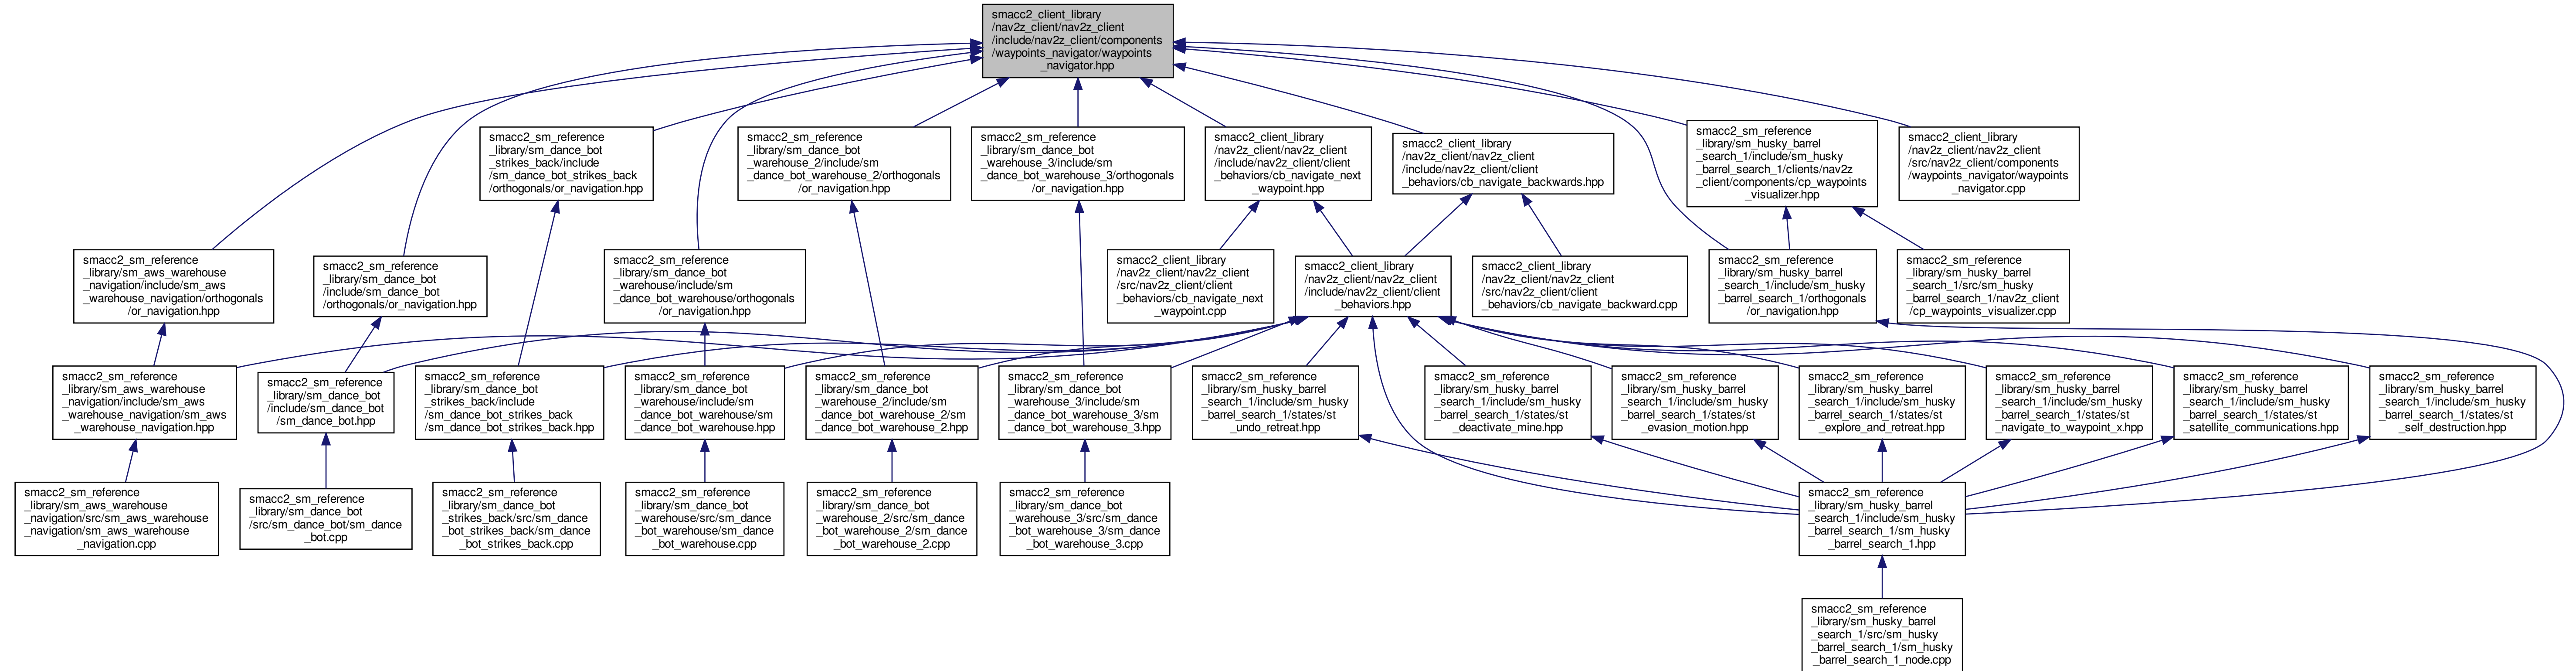 smacc2_client_library
/nav2z_client/nav2z_client
/include/nav2z_client/components
/waypoints_navigator/waypoints
_navigator.hpp
smacc2_sm_reference
_library/sm_dance_bot
_strikes_back/include
/sm_dance_bot_strikes_back
/orthogonals/or_navigation.hpp
smacc2_sm_reference
_library/sm_dance_bot
_warehouse_2/include/sm
_dance_bot_warehouse_2/orthogonals
/or_navigation.hpp
smacc2_sm_reference
_library/sm_dance_bot
_warehouse_3/include/sm
_dance_bot_warehouse_3/orthogonals
/or_navigation.hpp
smacc2_client_library
/nav2z_client/nav2z_client
/include/nav2z_client/client
_behaviors/cb_navigate_next
_waypoint.hpp
smacc2_client_library
/nav2z_client/nav2z_client
/include/nav2z_client/client
_behaviors/cb_navigate_backwards.hpp
smacc2_sm_reference
_library/sm_husky_barrel
_search_1/include/sm_husky
_barrel_search_1/clients/nav2z
_client/components/cp_waypoints
_visualizer.hpp
smacc2_client_library
/nav2z_client/nav2z_client
/src/nav2z_client/components
/waypoints_navigator/waypoints
_navigator.cpp
smacc2_sm_reference
_library/sm_aws_warehouse
_navigation/include/sm_aws
_warehouse_navigation/orthogonals
/or_navigation.hpp
smacc2_sm_reference
_library/sm_dance_bot
/include/sm_dance_bot
/orthogonals/or_navigation.hpp
smacc2_sm_reference
_library/sm_dance_bot
_warehouse/include/sm
_dance_bot_warehouse/orthogonals
/or_navigation.hpp
smacc2_client_library
/nav2z_client/nav2z_client
/src/nav2z_client/client
_behaviors/cb_navigate_next
_waypoint.cpp
smacc2_client_library
/nav2z_client/nav2z_client
/include/nav2z_client/client
_behaviors.hpp
smacc2_client_library
/nav2z_client/nav2z_client
/src/nav2z_client/client
_behaviors/cb_navigate_backward.cpp
smacc2_sm_reference
_library/sm_husky_barrel
_search_1/include/sm_husky
_barrel_search_1/orthogonals
/or_navigation.hpp
smacc2_sm_reference
_library/sm_husky_barrel
_search_1/src/sm_husky
_barrel_search_1/nav2z_client
/cp_waypoints_visualizer.cpp
smacc2_sm_reference
_library/sm_aws_warehouse
_navigation/include/sm_aws
_warehouse_navigation/sm_aws
_warehouse_navigation.hpp
smacc2_sm_reference
_library/sm_dance_bot
/include/sm_dance_bot
/sm_dance_bot.hpp
smacc2_sm_reference
_library/sm_dance_bot
_strikes_back/include
/sm_dance_bot_strikes_back
/sm_dance_bot_strikes_back.hpp
smacc2_sm_reference
_library/sm_dance_bot
_warehouse/include/sm
_dance_bot_warehouse/sm
_dance_bot_warehouse.hpp
smacc2_sm_reference
_library/sm_dance_bot
_warehouse_2/include/sm
_dance_bot_warehouse_2/sm
_dance_bot_warehouse_2.hpp
smacc2_sm_reference
_library/sm_dance_bot
_warehouse_3/include/sm
_dance_bot_warehouse_3/sm
_dance_bot_warehouse_3.hpp
smacc2_sm_reference
_library/sm_husky_barrel
_search_1/include/sm_husky
_barrel_search_1/states/st
_undo_retreat.hpp
smacc2_sm_reference
_library/sm_husky_barrel
_search_1/include/sm_husky
_barrel_search_1/states/st
_deactivate_mine.hpp
smacc2_sm_reference
_library/sm_husky_barrel
_search_1/include/sm_husky
_barrel_search_1/states/st
_evasion_motion.hpp
smacc2_sm_reference
_library/sm_husky_barrel
_search_1/include/sm_husky
_barrel_search_1/states/st
_explore_and_retreat.hpp
smacc2_sm_reference
_library/sm_husky_barrel
_search_1/include/sm_husky
_barrel_search_1/states/st
_navigate_to_waypoint_x.hpp
smacc2_sm_reference
_library/sm_husky_barrel
_search_1/include/sm_husky
_barrel_search_1/states/st
_satellite_communications.hpp
smacc2_sm_reference
_library/sm_husky_barrel
_search_1/include/sm_husky
_barrel_search_1/states/st
_self_destruction.hpp
smacc2_sm_reference
_library/sm_aws_warehouse
_navigation/src/sm_aws_warehouse
_navigation/sm_aws_warehouse
_navigation.cpp
smacc2_sm_reference
_library/sm_dance_bot
/src/sm_dance_bot/sm_dance
_bot.cpp
smacc2_sm_reference
_library/sm_dance_bot
_strikes_back/src/sm_dance
_bot_strikes_back/sm_dance
_bot_strikes_back.cpp
smacc2_sm_reference
_library/sm_dance_bot
_warehouse/src/sm_dance
_bot_warehouse/sm_dance
_bot_warehouse.cpp
smacc2_sm_reference
_library/sm_dance_bot
_warehouse_2/src/sm_dance
_bot_warehouse_2/sm_dance
_bot_warehouse_2.cpp
smacc2_sm_reference
_library/sm_dance_bot
_warehouse_3/src/sm_dance
_bot_warehouse_3/sm_dance
_bot_warehouse_3.cpp
smacc2_sm_reference
_library/sm_husky_barrel
_search_1/include/sm_husky
_barrel_search_1/sm_husky
_barrel_search_1.hpp
smacc2_sm_reference
_library/sm_husky_barrel
_search_1/src/sm_husky
_barrel_search_1/sm_husky
_barrel_search_1_node.cpp